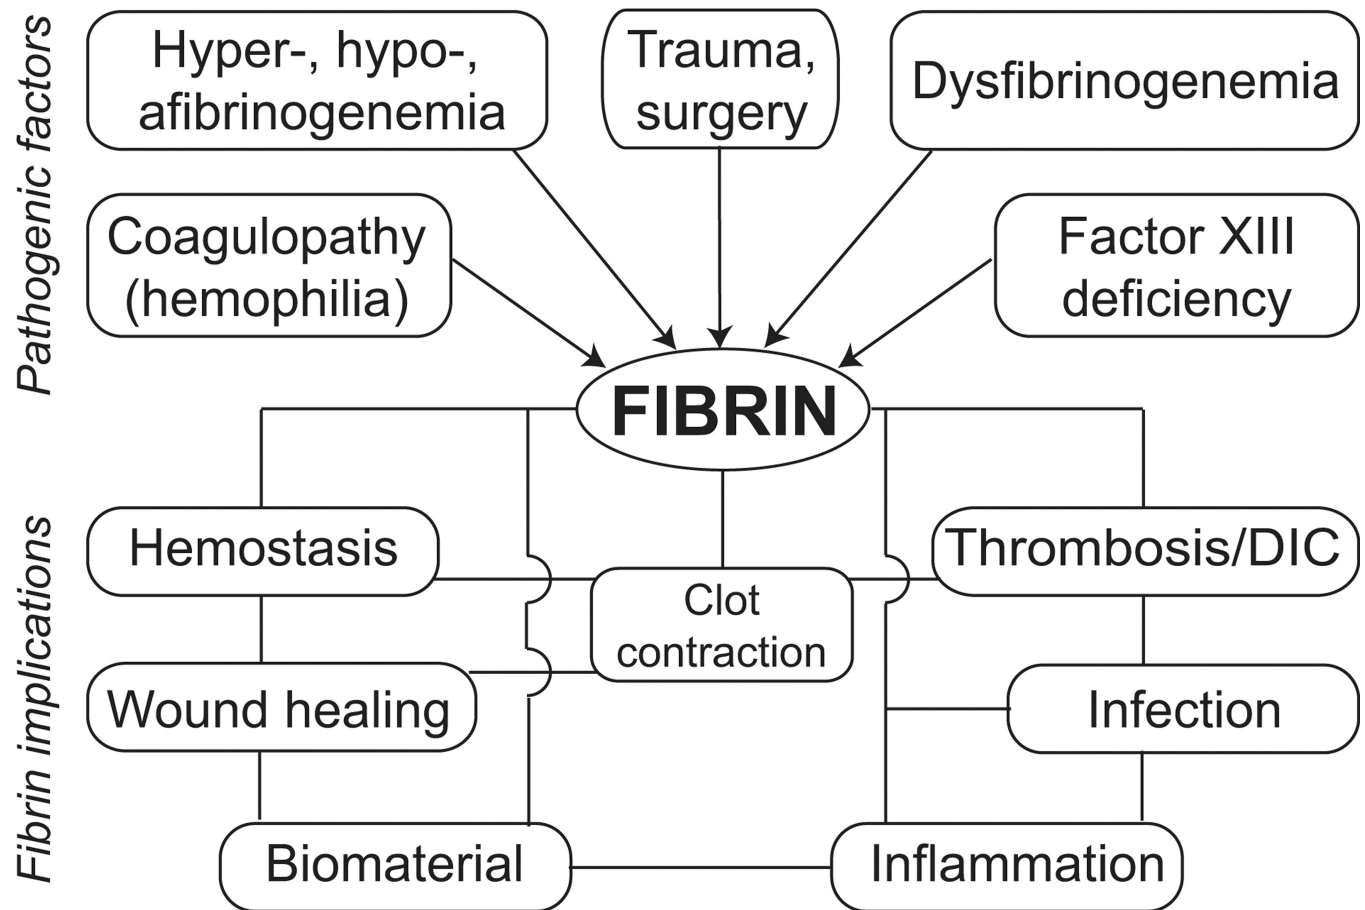 Pathogenic factors
Hyper-, hypo-,
afibrinogenemia
Trauma,
surgery
Dysfibrinogenemia
Coagulopathy
(hemophilia)
Factor XIII
deficiency
FIBRIN
Fibrin implications
Hemostasis
Clot
contraction
Thrombosis/DIC
Wound healing
Infection
Biomaterial
Inflammation